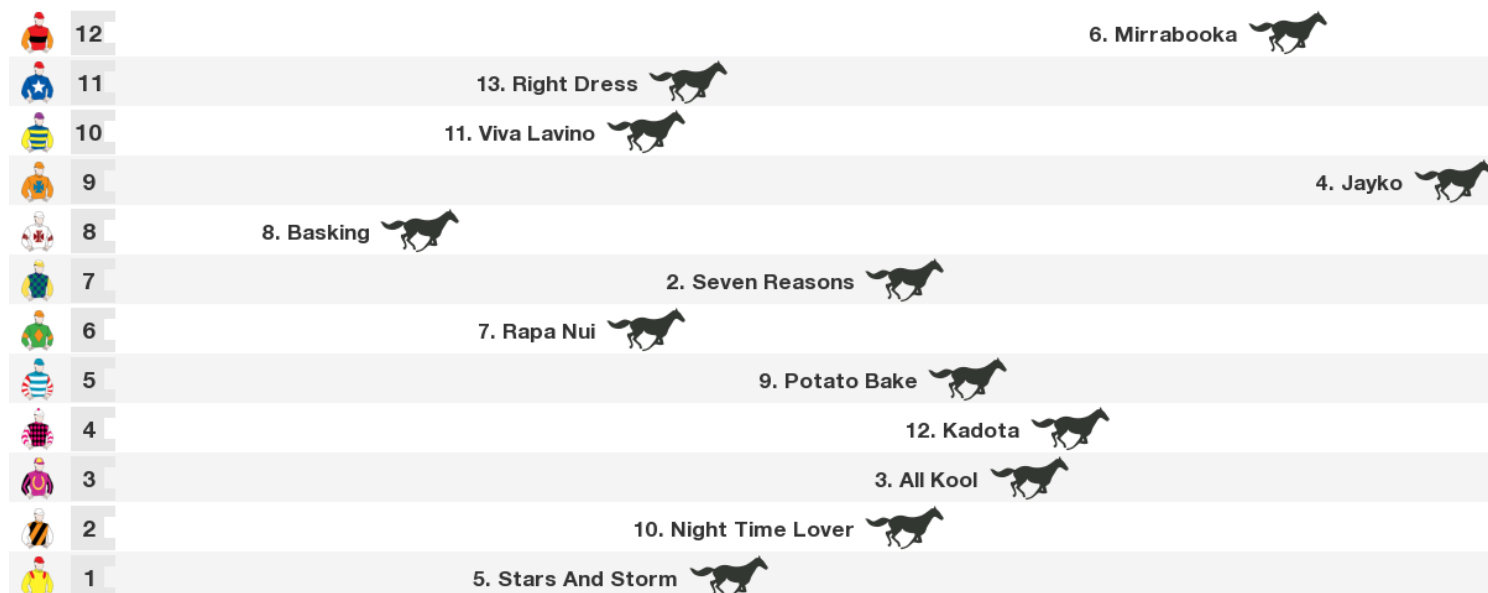 12 6. Mirrabooka
11 13. Right Dress
10 11. Viva Lavino
9 4. Jayko
8 8. Basking
7 2. Seven Reasons
6 7. Rapa Nui
5 9. Potato Bake
4 12. Kadota
3 3. All Kool
2 10. Night Time Lover
1 5. Stars And Storm